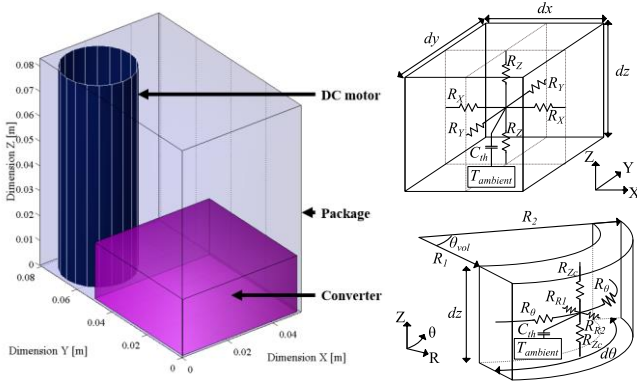 0.08
0.07
0.06
0.05
0.04
0.03
0.02
0.01
0
Dimension Z [m]
0.08
0.06
0.04
0.02
0
Dimension Y [m]
0
0.02
0.04
Dimension X [m]
DC motor
Package
Converter
dx
dy
dz
R_Z
R_Y
R_X
R_X
R_Y
R_Z
C_th
T_ambient
Z
Y
X
R_2
θ_vol
R_1
R_Zc
R_θ
dz
R_R1
R_θ
R_R2
C_th
R_Zc
T_ambient
dθ
Z
θ
R